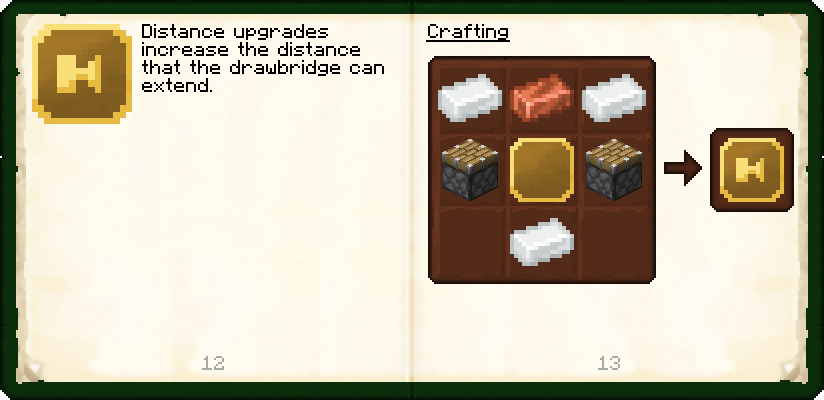 Distance upgrades
increase the distance
that the drawbridge can
extend.
12
Crafting
13